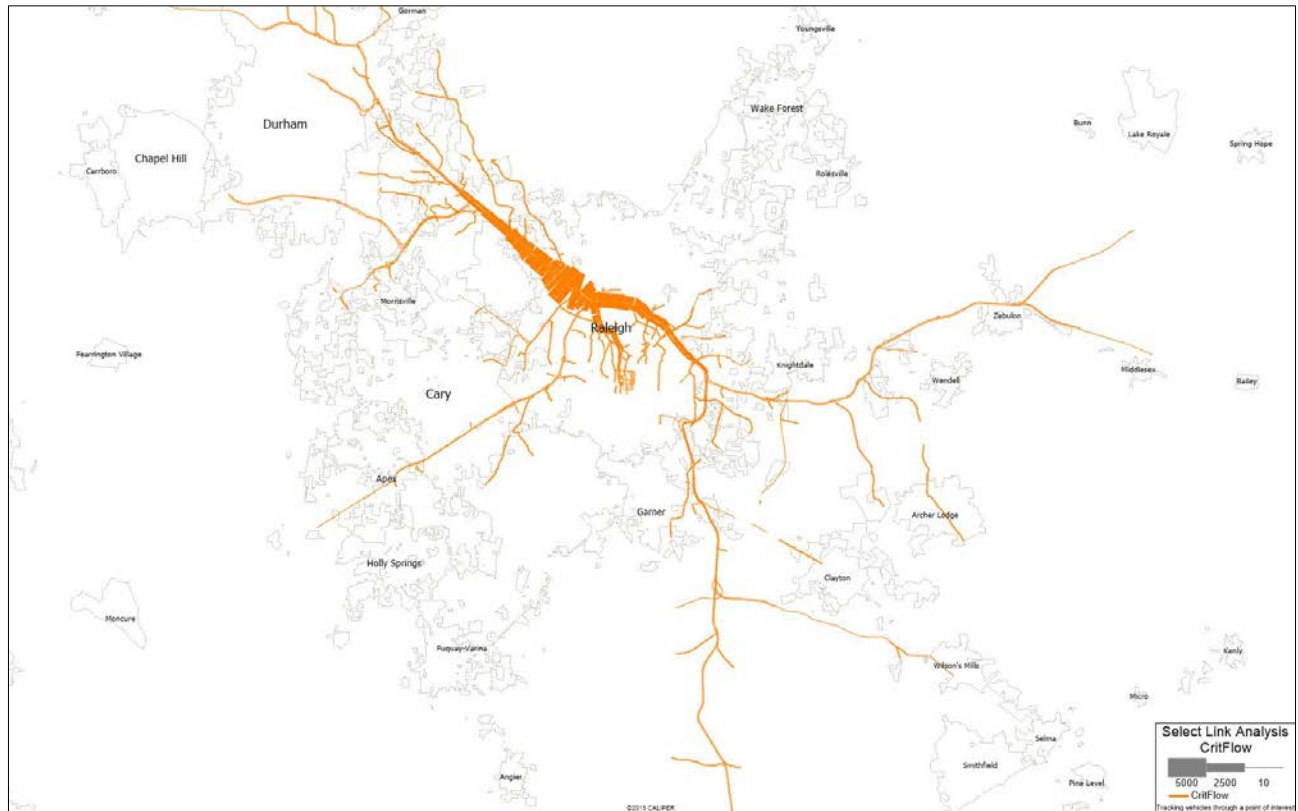 Gorman
Youngsville
Wake Forest
Durham
Bunn
Lake Royale
Spring Hope
Chapel Hill
Carrboro
Rolesville
Morrisville
Zebulon
Raleigh
Fearrington Village
Knightdale
Wendell
Middlesex
Bailey
Cary
Apex
Garner
Archer Lodge
Holly Springs
Clayton
Moncure
Fuquay-Varina
Wilson's Mills
Kenly
Micro
Selma
Smithfield
Angier
Pine Level
Select Link Analysis
CritFlow
5000 2500 10
CritFlow
Tracking vehicles through a point of interest
©2015 CALIPER